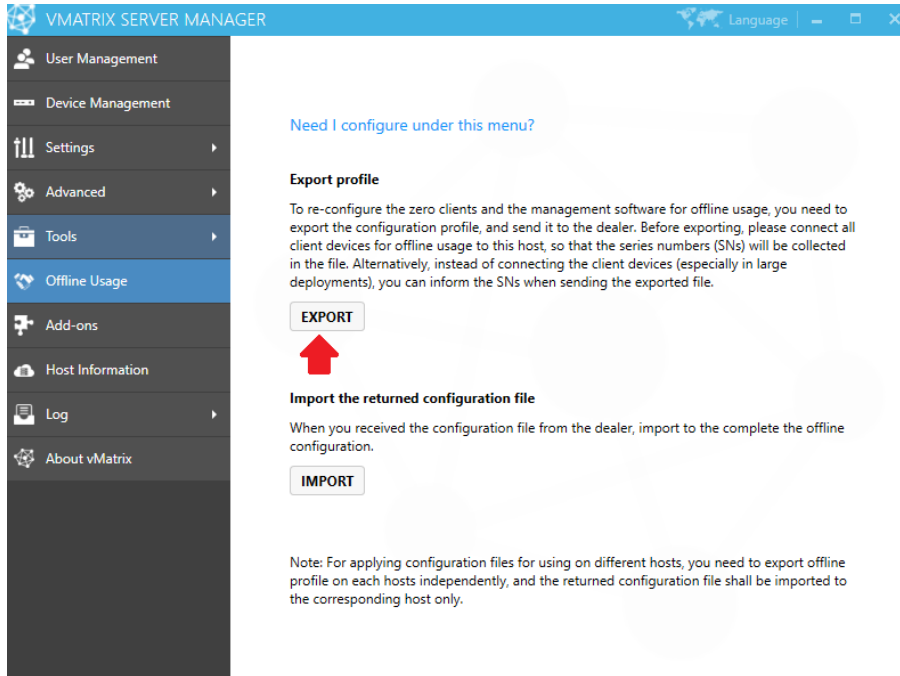 VMATRIX SERVER MANAGER
Language
User Management
Device Management
Settings
Advanced
Tools
Offline Usage
Add-ons
Host Information
Log
About vMatrix
Need I configure under this menu?
Export profile
To re-configure the zero clients and the management software for offline usage, you need to
export the configuration profile, and send it to the dealer. Before exporting, please connect all
client devices for offline usage to this host, so that the series numbers (SNs) will be collected
in the file. Alternatively, instead of connecting the client devices (especially in large
deployments), you can inform the SNs when sending the exported file.
EXPORT
Import the returned configuration file
When you received the configuration file from the dealer, import to the complete the offline
configuration.
IMPORT
Note: For applying configuration files for using on different hosts, you need to export offline
profile on each hosts independently, and the returned configuration file shall be imported to
the corresponding host only.